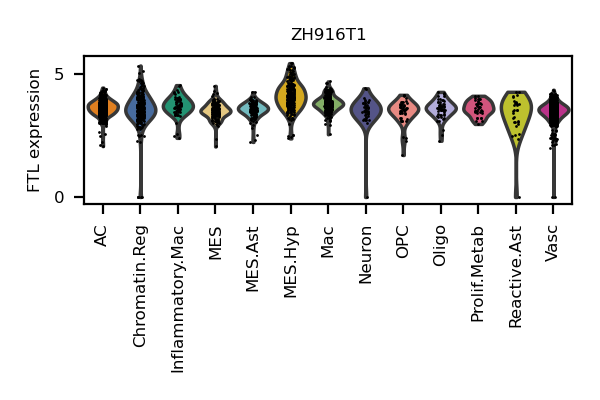 ZH916T1
FTL expression
5
0
AC
Chromatin.Reg
Inflammatory.Mac
MES
MES.Ast
MES.Hyp
Mac
Neuron
OPC
Oligo
Prolif.Metab
Reactive.Ast
Vasc